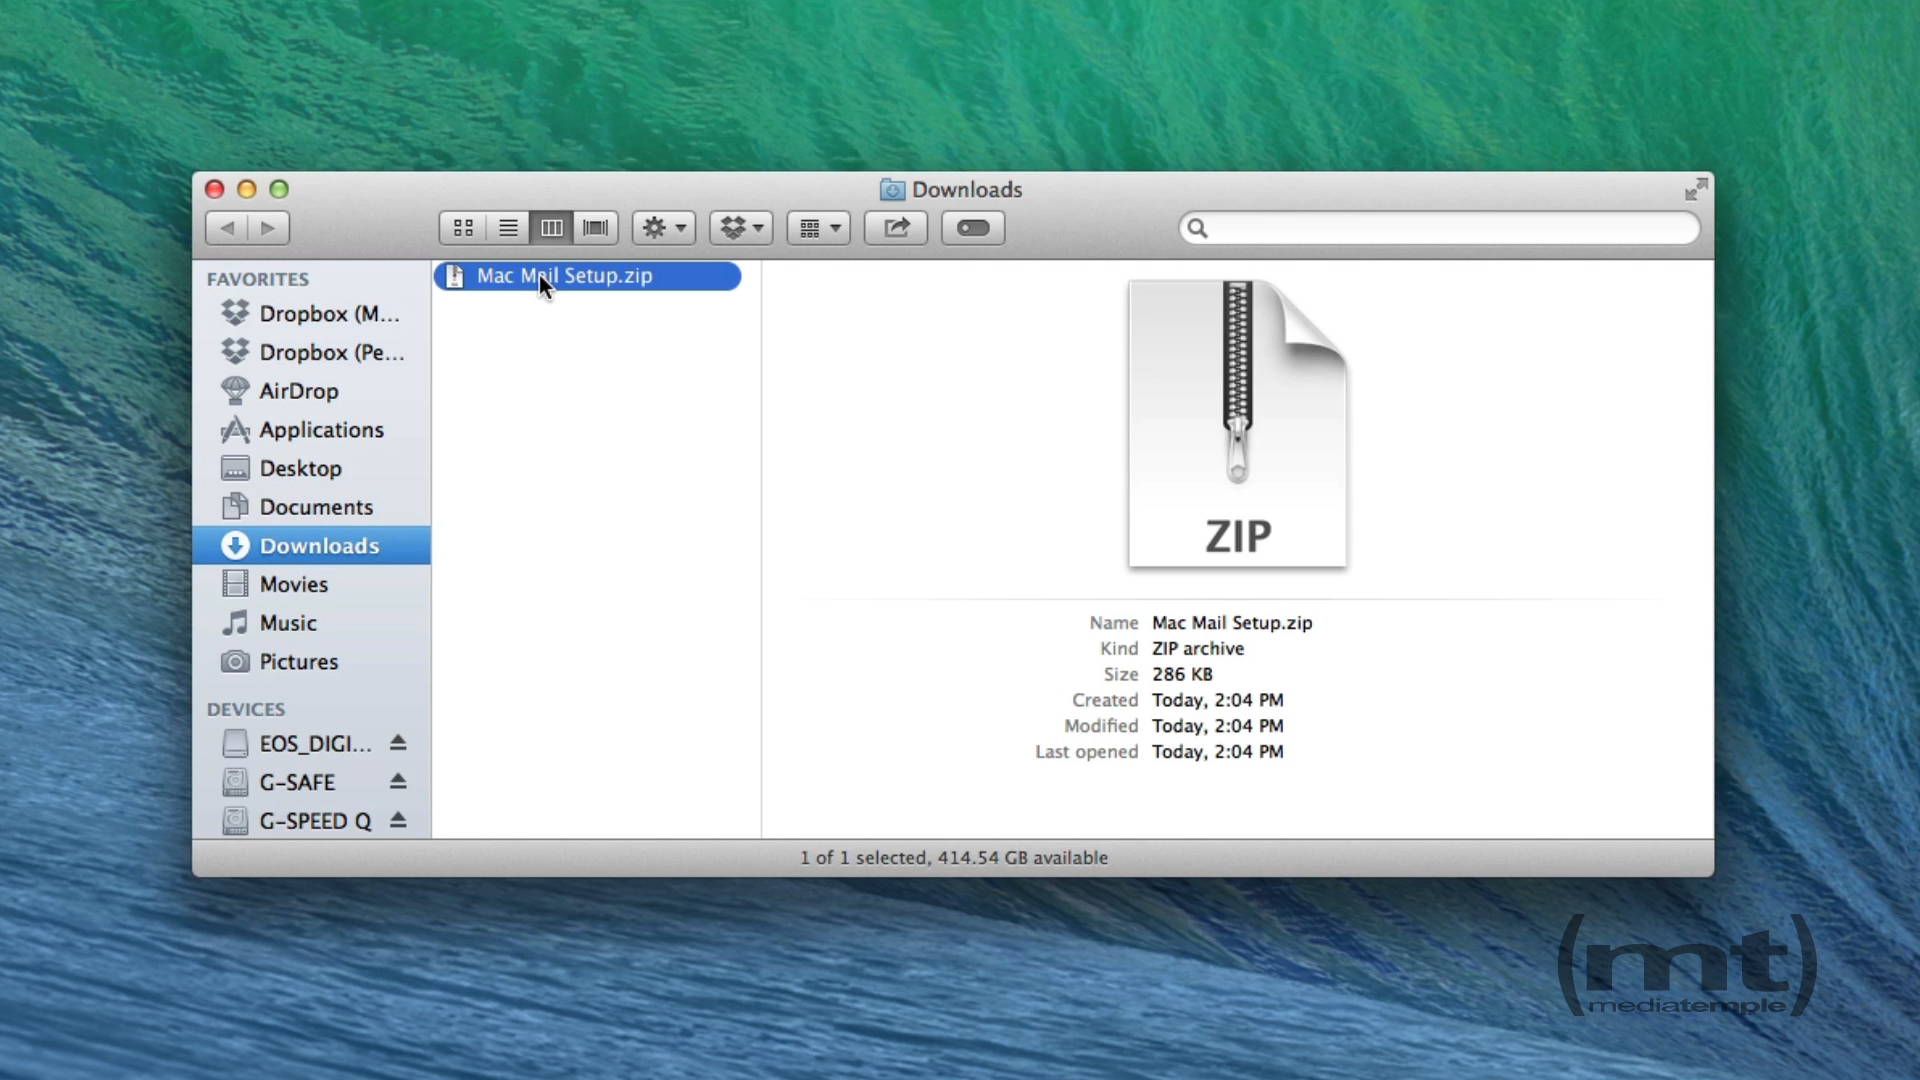 Downloads
FAVORITES
Dropbox (M...
Dropbox (Pe...
AirDrop
Applications
Desktop
Documents
Downloads
Movies
Music
Pictures
DEVICES
EOS_DIGI...
G-SAFE
G-SPEED Q
Mac Mail Setup.zip
ZIP
Name Mac Mail Setup.zip
Kind ZIP archive
Size 286 KB
Created Today, 2:04 PM
Modified Today, 2:04 PM
Last opened Today, 2:04 PM
1 of 1 selected, 414.54 GB available
(mt)
mediatemple